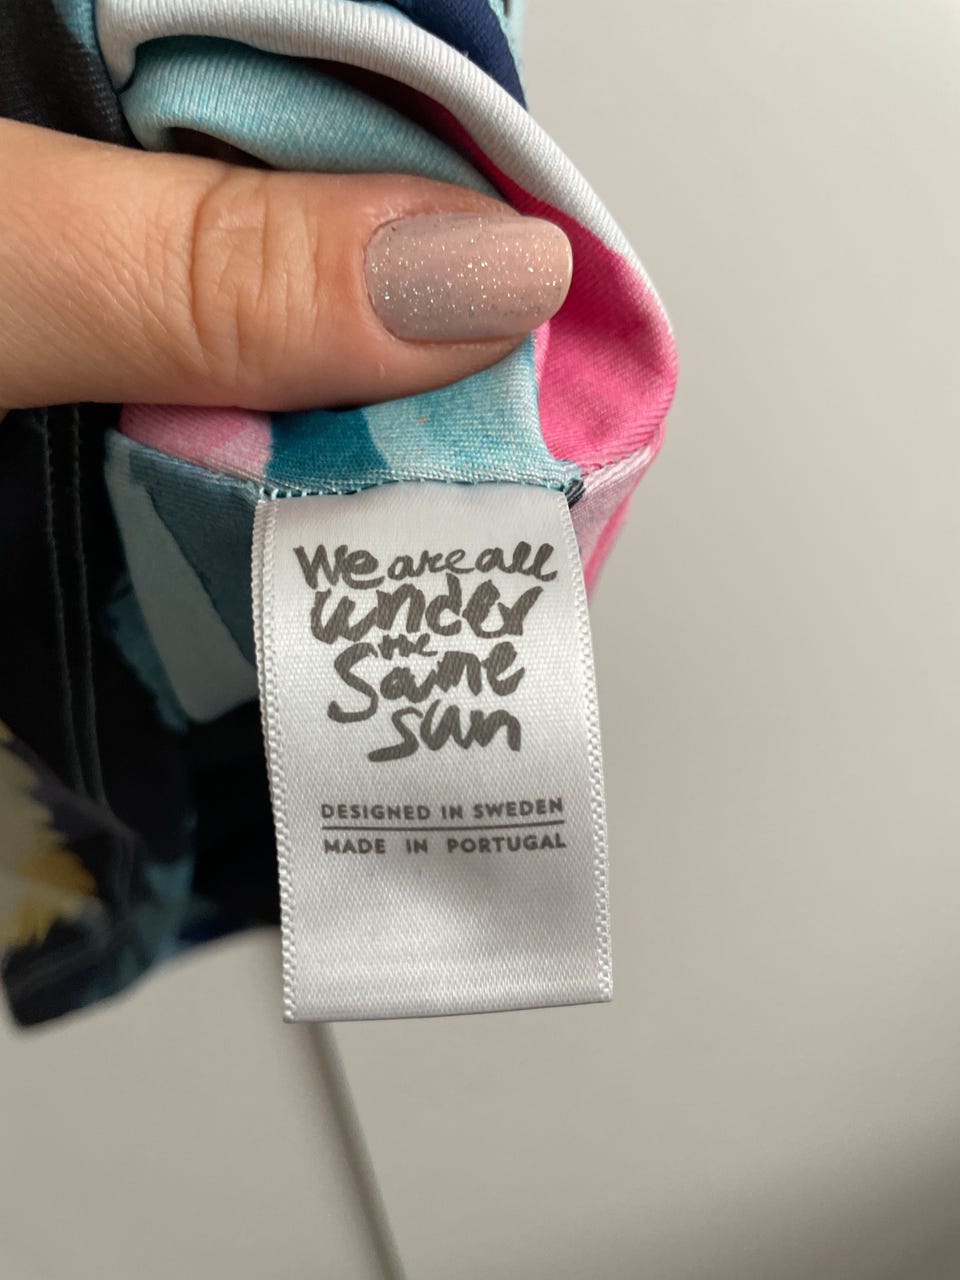 We are all
under
the
Same
sun
DESIGNED IN SWEDEN
MADE IN PORTUGAL